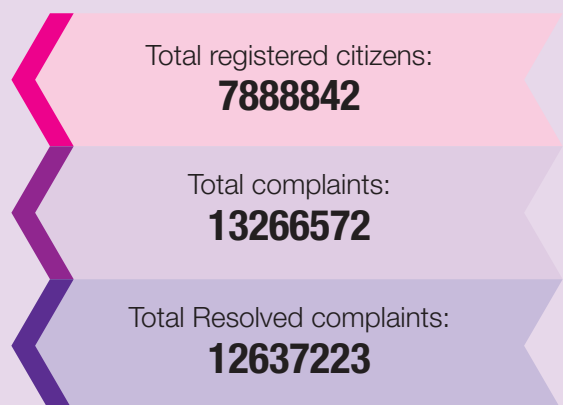 Total registered citizens:
7888842
Total complaints:
13266572
Total Resolved complaints:
12637223